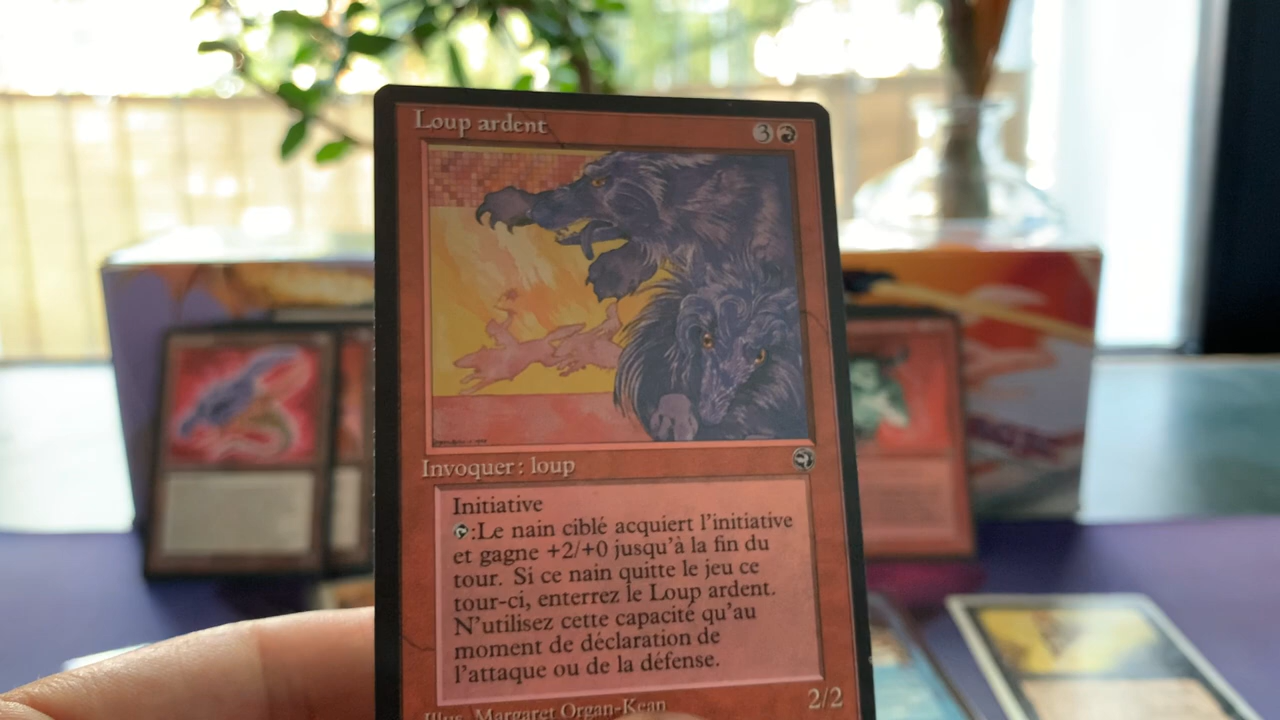 Loup ardent 3
Invoquer : loup
Initiative
:Le nain ciblé acquiert l'initiative
et gagne +2/+0 jusqu'à la fin du
tour. Si ce nain quitte le jeu ce
tour-ci, enterrez le Loup ardent.
N'utilisez cette capacité qu'au
moment de déclaration de
l'attaque ou de la défense.
Illus. Margaret Organ-Kean 2/2